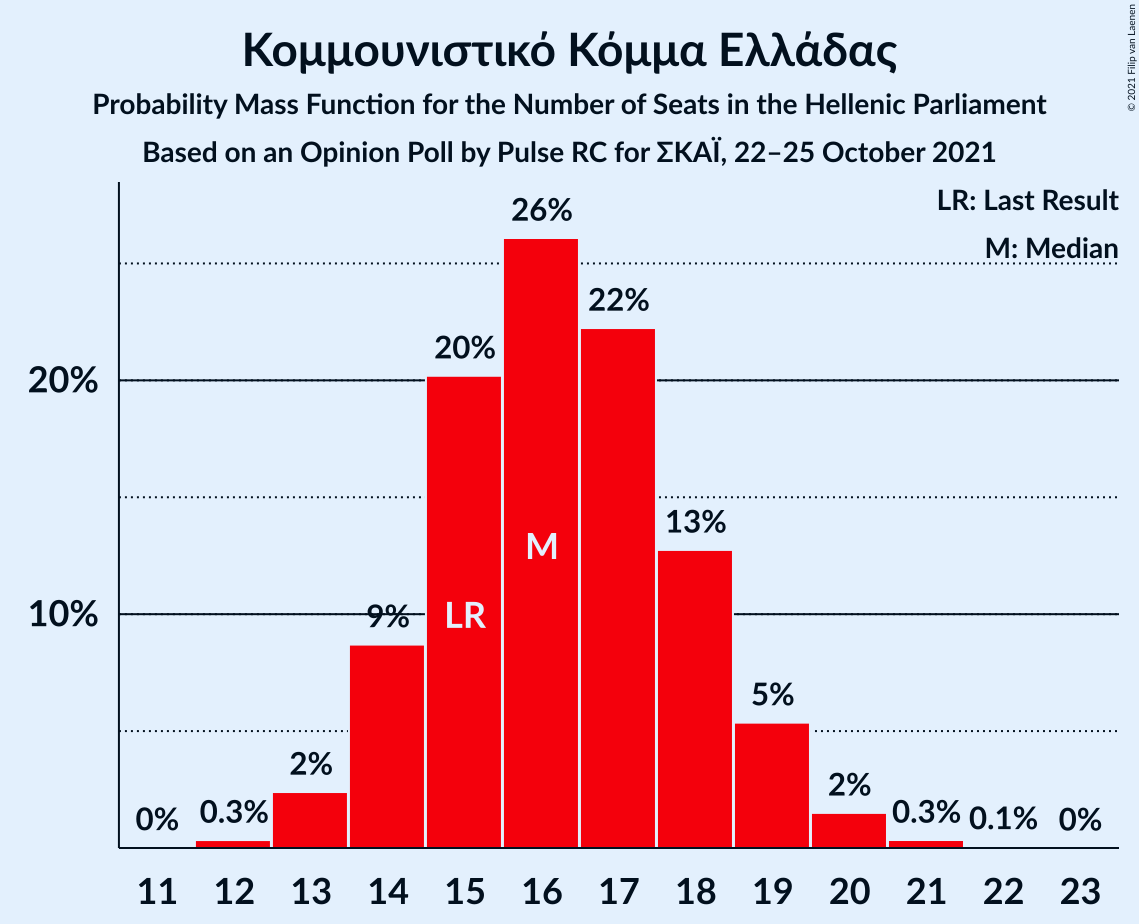 Κομμουνιστικό Κόμμα Ελλάδας
Probability Mass Function for the Number of Seats in the Hellenic Parliament
Based on an Opinion Poll by Pulse RC for ΣΚΑΪ, 22–25 October 2021
© 2021 Filip van Laenen
LR: Last Result
M: Median
26%
22%
20%
20%
13%
M
10%
9%
LR
5%
2%
2%
0%
0.3%
0.3%
0.1%
0%
11 12 13 14 15 16 17 18 19 20 21 22 23